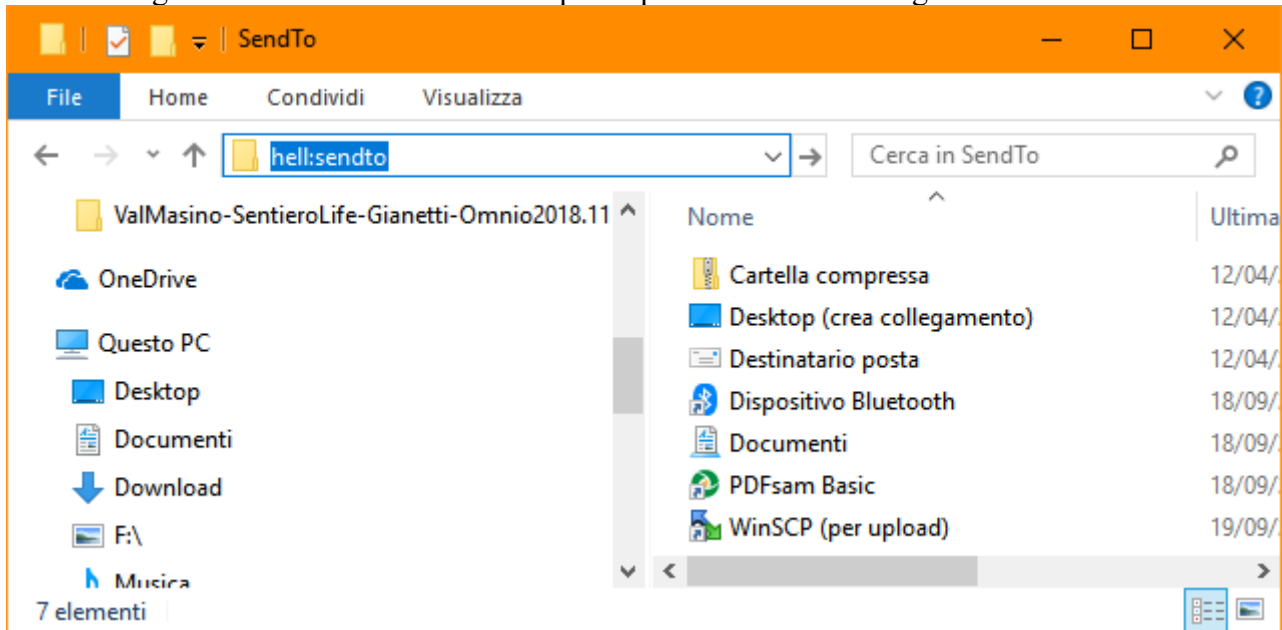 SendTo
File Home Condividi Visualizza
hell:sendto Cerca in SendTo
ValMasino-SentieroLife-Gianetti-Omnio2018.11
OneDrive
Questo PC
Desktop
Documenti
Download
F:\
Musica
Nome Ultima
Cartella compressa 12/04/
Desktop (crea collegamento) 12/04/
Destinatario posta 12/04/
Dispositivo Bluetooth 18/09/
Documenti 18/09/
PDFsam Basic 18/09/
WinSCP (per upload) 19/09/
7 elementi